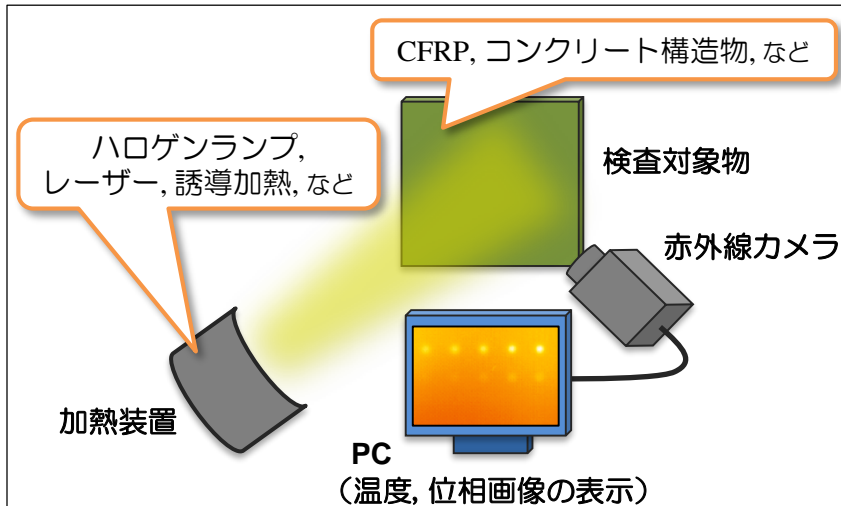 CFRP, コンクリート構造物, など
ハロゲンランプ,
レーザー, 誘導加熱, など
検査対象物
赤外線カメラ
加熱装置
PC
（温度, 位相画像の表示）